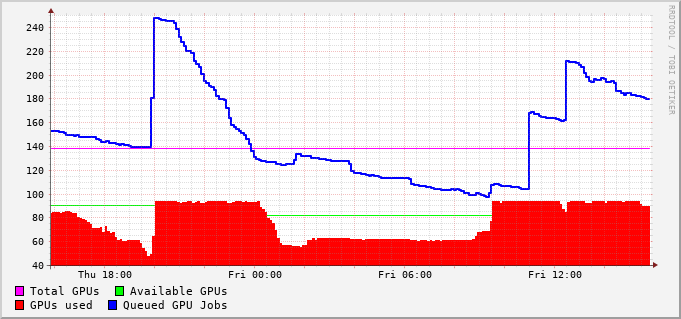 RRDTOOL / TOBI OETIKER
240
220
200
180
160
140
120
100
80
60
40
Thu 18:00 Fri 00:00 Fri 06:00 Fri 12:00
Total GPUs Available GPUs
GPUs used Queued GPU Jobs